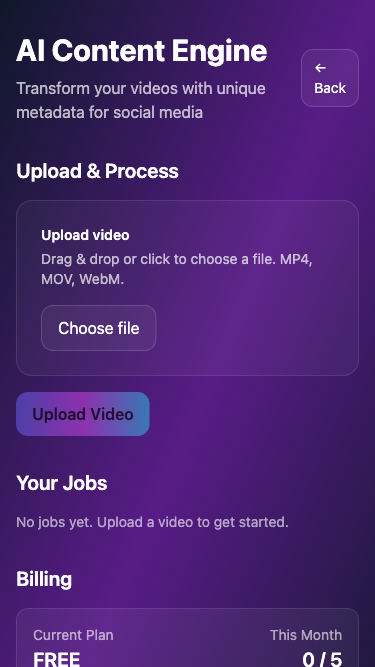 AI Content Engine
Transform your videos with unique
metadata for social media
←
Back
Upload & Process
Upload video
Drag & drop or click to choose a file. MP4,
MOV, WebM.
Choose file
Upload Video
Your Jobs
No jobs yet. Upload a video to get started.
Billing
Current Plan
This Month
FREE
0 / 5